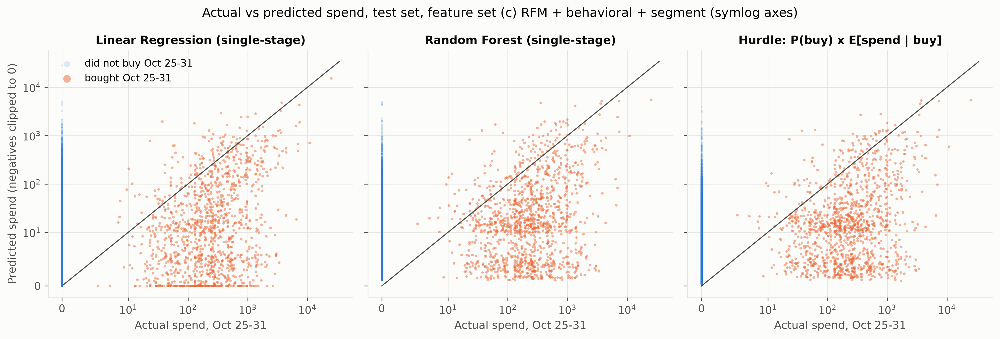 Actual vs predicted spend, test set, feature set (c) RFM + behavioral + segment (symlog axes)
Linear Regression (single-stage)
Random Forest (single-stage)
Hurdle: P(buy) x E[spend | buy]
did not buy Oct 25-31
bought Oct 25-31
Predicted spend (negatives clipped to 0)
10⁴
10³
10²
10¹
0
0 10¹ 10² 10³ 10⁴
0 10¹ 10² 10³ 10⁴
0 10¹ 10² 10³ 10⁴
Actual spend, Oct 25-31
Actual spend, Oct 25-31
Actual spend, Oct 25-31